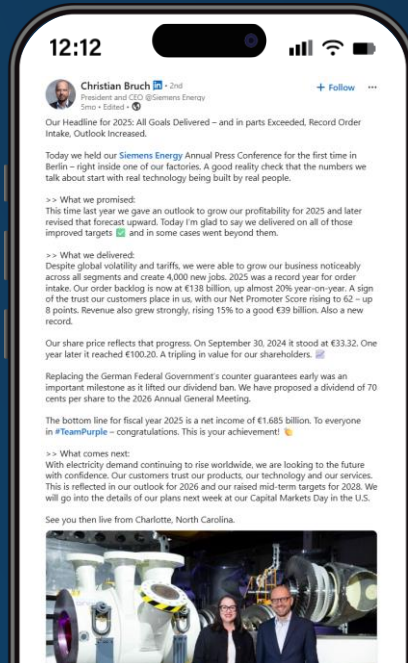 12:12
Christian Bruch in • 2nd
President and CEO @Siemens Energy
5mo • Edited •
+ Follow ...
Our Headline for 2025: All Goals Delivered – and in parts Exceeded, Record Order
Intake, Outlook Increased.
Today we held our Siemens Energy Annual Press Conference for the first time in
Berlin – right inside one of our factories. A good reality check that the numbers we
talk about start with real technology being built by real people.
>> What we promised:
This time last year we gave an outlook to grow our profitability for 2025 and later
revised that forecast upward. Today I'm glad to say we delivered on all of those
improved targets ✅ and in some cases went beyond them.
>> What we delivered:
Despite global volatility and tariffs, we were able to grow our business noticeably
across all segments and create 4,000 new jobs. 2025 was a record year for order
intake. Our order backlog is now at €138 billion, up almost 20% year-on-year. A sign
of the trust our customers place in us, with our Net Promoter Score rising to 62 – up
8 points. Revenue also grew strongly, rising 15% to a good €39 billion. Also a new
record.
Our share price reflects that progress. On September 30, 2024 it stood at €33.32. One
year later it reached €100.20. A tripling in value for our shareholders. 📈
Replacing the German Federal Government's counter guarantees early was an
important milestone as it lifted our dividend ban. We have proposed a dividend of 70
cents per share to the 2026 Annual General Meeting.
The bottom line for fiscal year 2025 is a net income of €1.685 billion. To everyone
in #TeamPurple – congratulations. This is your achievement! 👏
>> What comes next:
With electricity demand continuing to rise worldwide, we are looking to the future
with confidence. Our customers trust our products, our technology and our services.
This is reflected in our outlook for 2026 and our raised mid-term targets for 2028. We
will go into the details of our plans next week at our Capital Markets Day in the U.S.
See you then live from Charlotte, North Carolina.